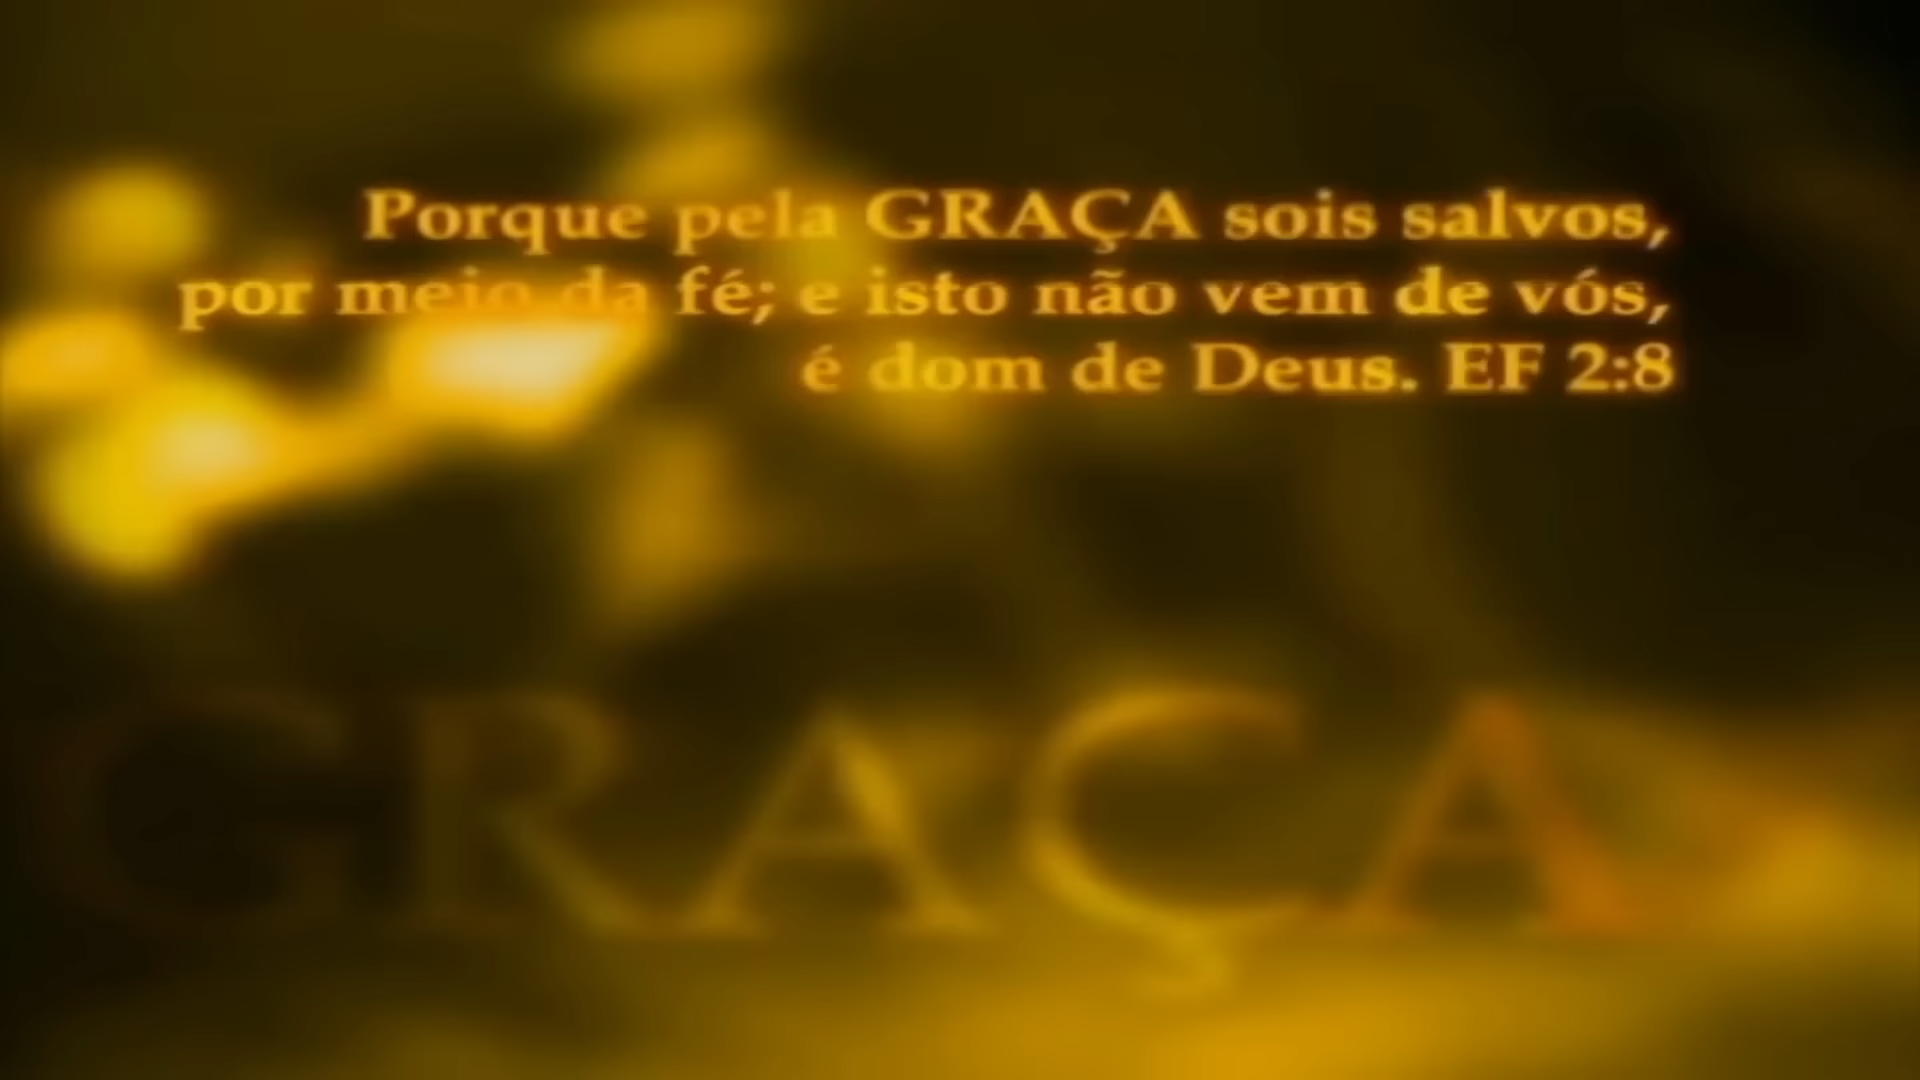 Porque pela GRAÇA sois salvos,
por meio da fé; e isto não vem de vós,
é dom de Deus. EF 2:8
GRAÇA